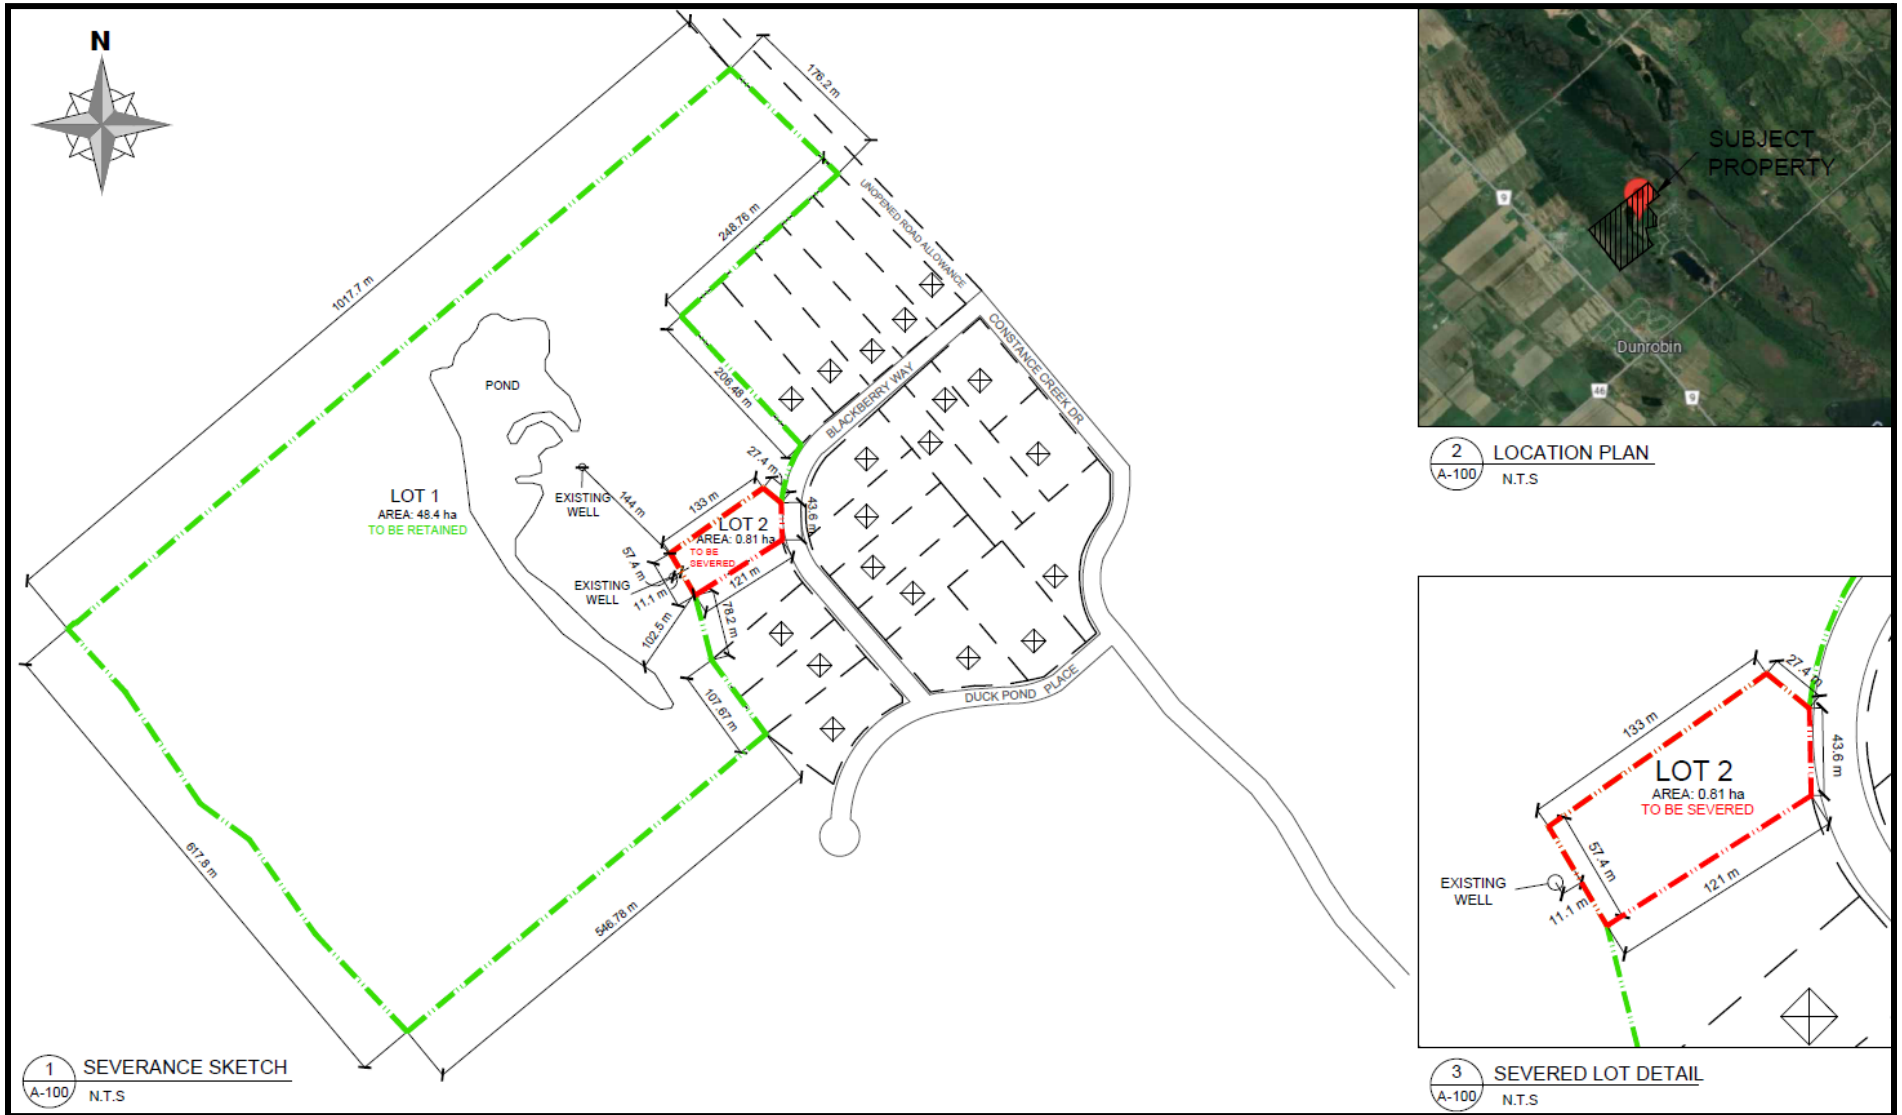 N
176.2 m
UNOPENED ROAD ALLOWANCE
248.76 m
1017.7 m
206.48 m
CONSTANCE CREEK DR
BLACKBERRY WAY
POND
27.4 m
133 m
43.6 m
LOT 1
AREA: 48.4 ha
TO BE RETAINED
EXISTING
WELL
144 m
LOT 2
AREA: 0.81 ha
TO BE
SEVERED
57.4 m
121 m
EXISTING
WELL
11.1 m
78.2 m
102.5 m
107.67 m
DUCK POND PLACE
617.8 m
546.78 m
1
A-100
SEVERANCE SKETCH
N.T.S
SUBJECT
PROPERTY
9
Dunrobin
46
9
2
A-100
LOCATION PLAN
N.T.S
27.4 m
133 m
43.6 m
LOT 2
AREA: 0.81 ha
TO BE SEVERED
57.4 m
121 m
EXISTING
WELL
11.1 m
3
A-100
SEVERED LOT DETAIL
N.T.S